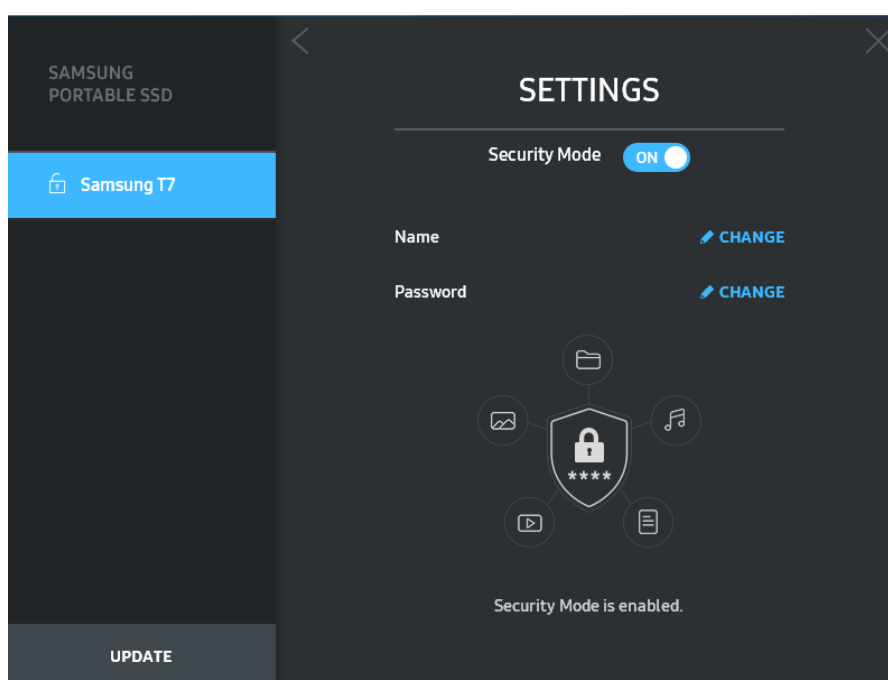 SAMSUNG
PORTABLE SSD
Samsung T7
UPDATE
SETTINGS
Security Mode ON
Name CHANGE
Password CHANGE
****
Security Mode is enabled.